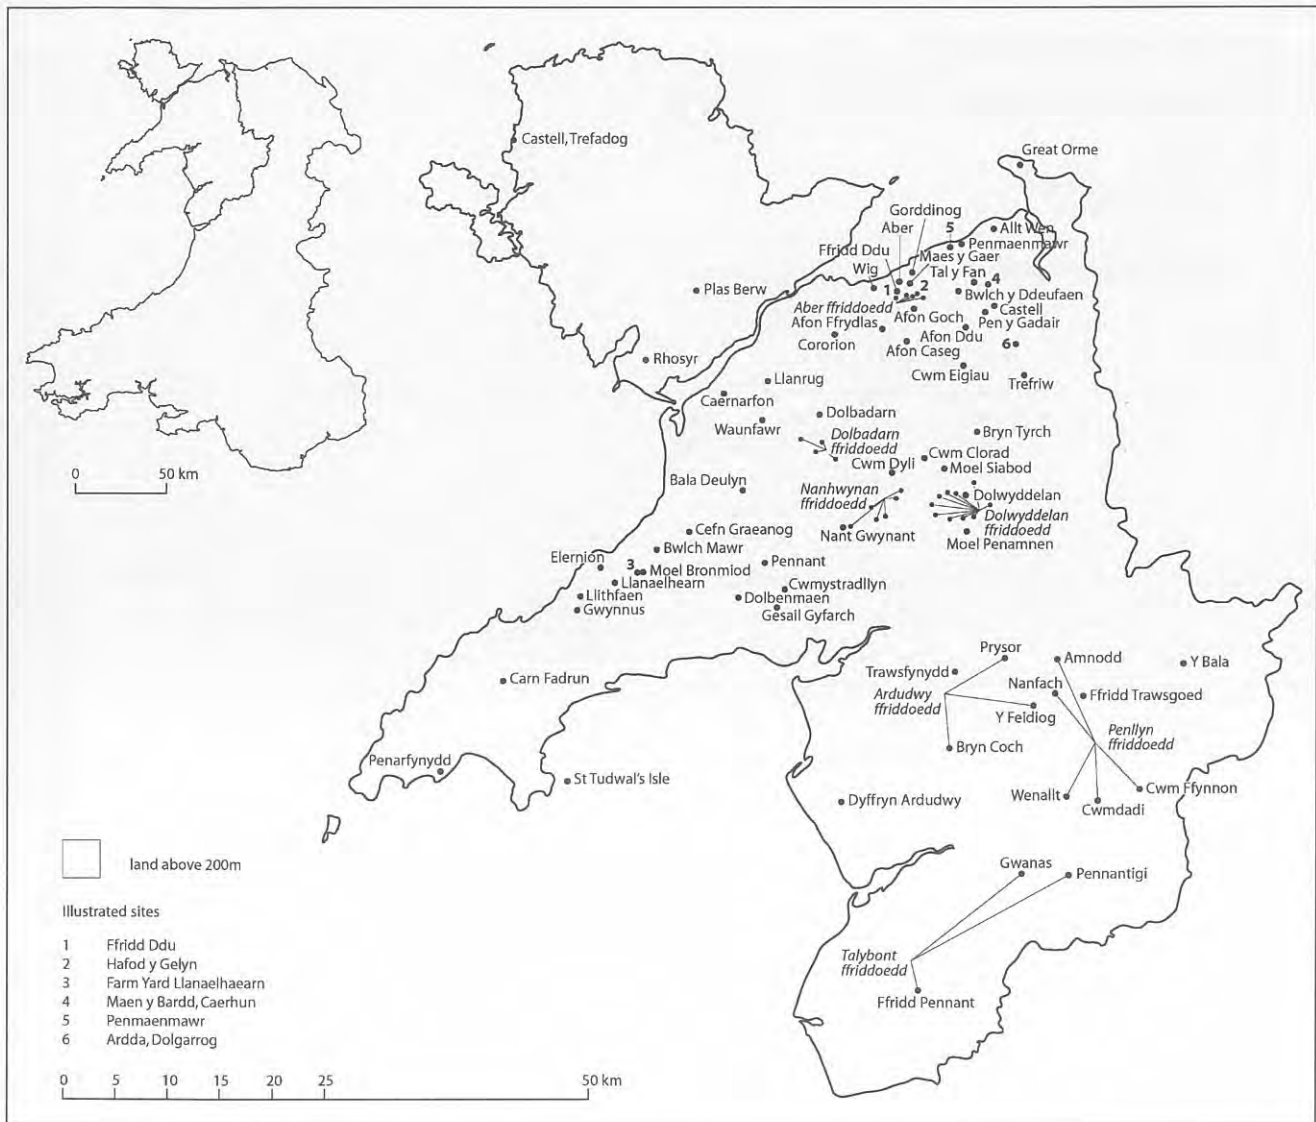 Castell, Trefadog
Great Orme
Gorddinog
Aber
5
Allt Wen
Penmaenmawr
Ffridd Ddu
Maes y Gaer
Wig
Tal y Fan
1
2
4
Plas Berw
Bwlch y Ddeufaen
Aber ffriddoedd
Castell
Afon Goch
Pen y Gadair
Afon Ffrydlas
Afon Ddu
6
Cororion
Afon Caseg
Rhosyr
Cwm Eigiau
Trefriw
Llanrug
Caernarfon
Dolbadarn
Waunfawr
Dolbadarn
ffriddoedd
Bryn Tyrch
Cwm Clorad
Cwm Dyli
Moel Siabod
0
50 km
Bala Deulyn
Nanhwynan
ffriddoedd
Dolwyddelan
Dolwyddelan
ffriddoedd
Cefn Graeanog
Nant Gwynant
Moel Penamnen
Bwlch Mawr
Elernion
3
Moel Bronmiod
Pennant
Llanaelhearn
Cwmystradllyn
Llithfaen
Dolbenmaen
Gwynnus
Gesail Gyfarch
Prysor
Amnodd
Y Bala
Trawsfynydd
Carn Fadrun
Nanfach
Ardudwy
ffriddoedd
Ffridd Trawsgoed
Y Feidiog
Penllyn
ffriddoedd
Bryn Coch
Penarfynydd
St Tudwal's Isle
Cwm Ffynnon
Dyffryn Ardudwy
Wenallt
Cwmdadi
land above 200m
Gwanas
Pennantigi
Illustrated sites
1 Ffridd Ddu
2 Hafod y Gelyn
3 Farm Yard Llanaelhaearn
4 Maen y Bardd, Caerhun
5 Penmaenmawr
6 Ardda, Dolgarrog
Talybont
ffriddoedd
Ffridd Pennant
0 5 10 15 20 25 50 km